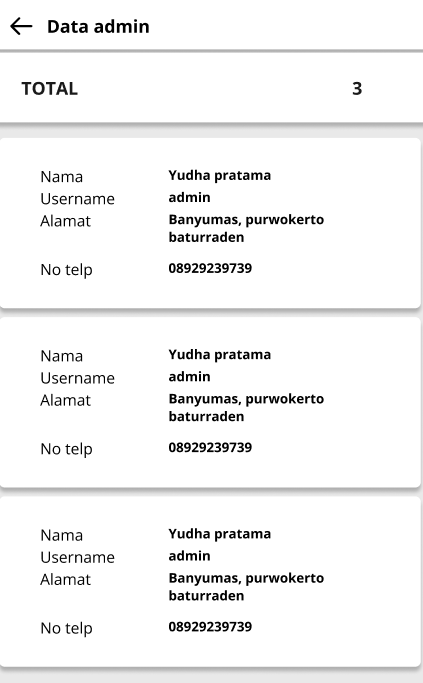 Data admin
TOTAL 3
Nama Yudha pratama
Username admin
Alamat Banyumas, purwokerto
baturraden
No telp 08929239739
Nama Yudha pratama
Username admin
Alamat Banyumas, purwokerto
baturraden
No telp 08929239739
Nama Yudha pratama
Username admin
Alamat Banyumas, purwokerto
baturraden
No telp 08929239739